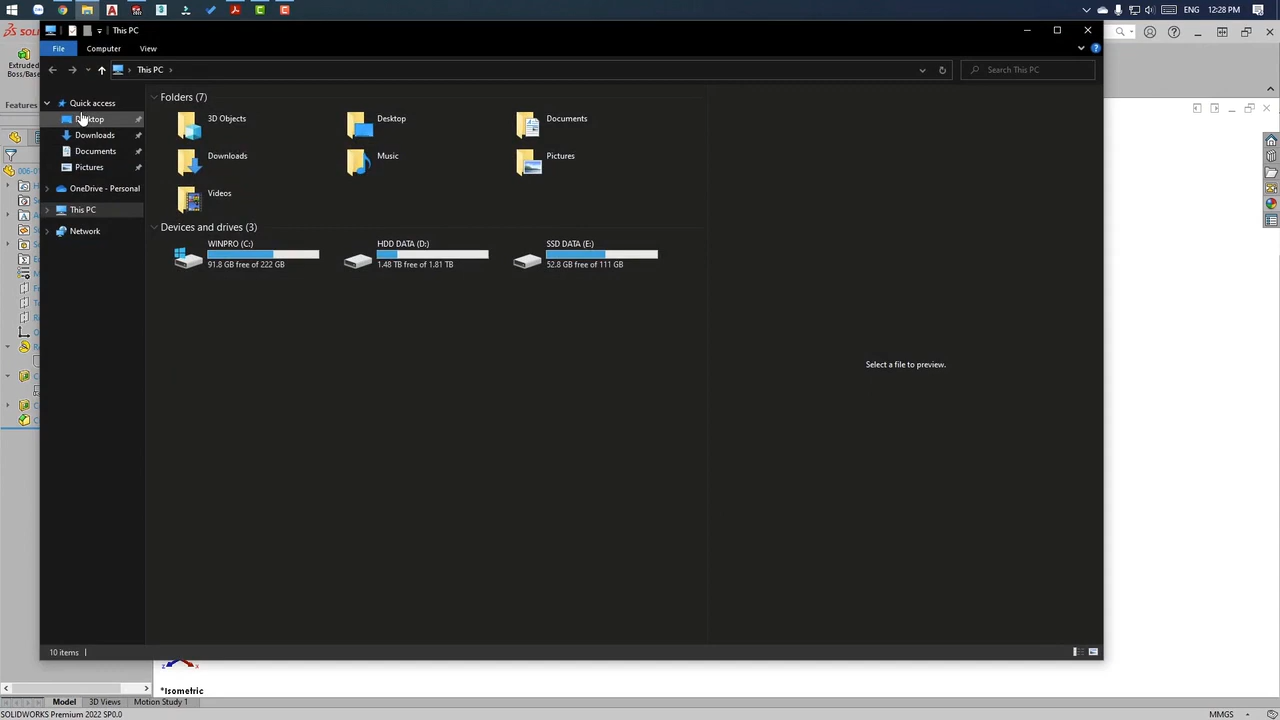 ENG 12:28 PM
This PC
File Computer View
This PC
Search This PC
Extruded
Boss/Base
Features
Quick access
Desktop
Downloads
Documents
Pictures
OneDrive - Personal
This PC
Network
Folders (7)
3D Objects
Desktop
Documents
Downloads
Music
Pictures
Videos
Devices and drives (3)
WINPRO (C:)
91.8 GB free of 222 GB
HDD DATA (D:)
1.48 TB free of 1.81 TB
SSD DATA (E:)
52.8 GB free of 111 GB
Select a file to preview.
10 items
*Isometric
Model 3D Views Motion Study 1
SOLIDWORKS Premium 2022 SP0.0
MMGS